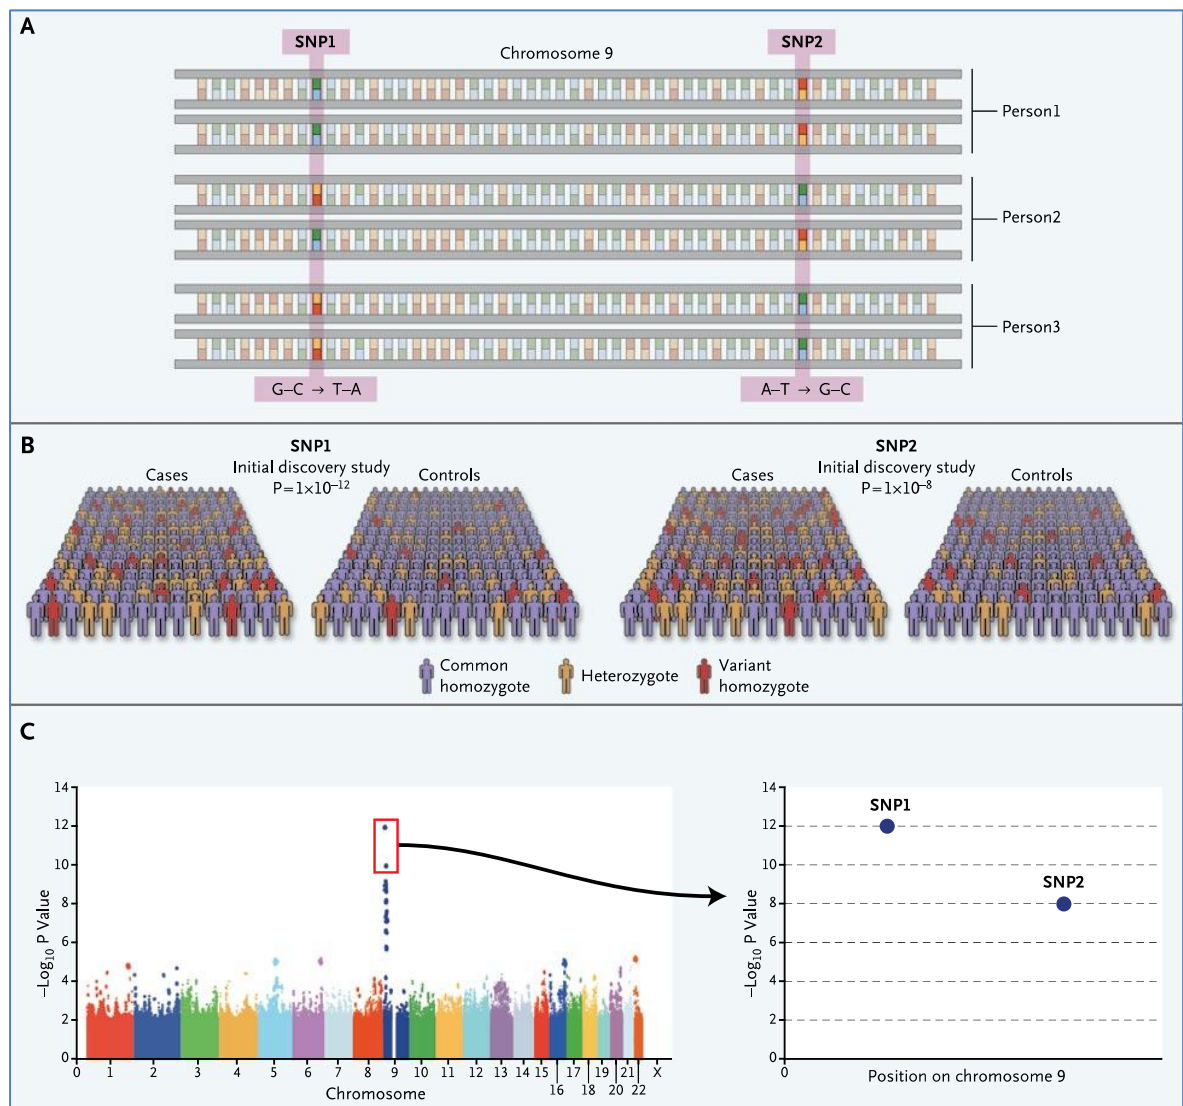 A
SNP1
SNP2
Chromosome 9
Person1
Person2
Person3
G–C → T–A
A–T → G–C
B
SNP1
Initial discovery study
P=1×10⁻¹²
Cases
Controls
SNP2
Initial discovery study
P=1×10⁻⁸
Cases
Controls
Common
homozygote
Heterozygote
Variant
homozygote
C
14
12
10
8
6
4
2
0
−Log₁₀ P Value
0 1 2 3 4 5 6 7 8 9 10 11 12 13 14 15 17 19 21 X
16 18 20 22
Chromosome
14
12
10
8
6
4
2
0
−Log₁₀ P Value
SNP1
SNP2
0
Position on chromosome 9